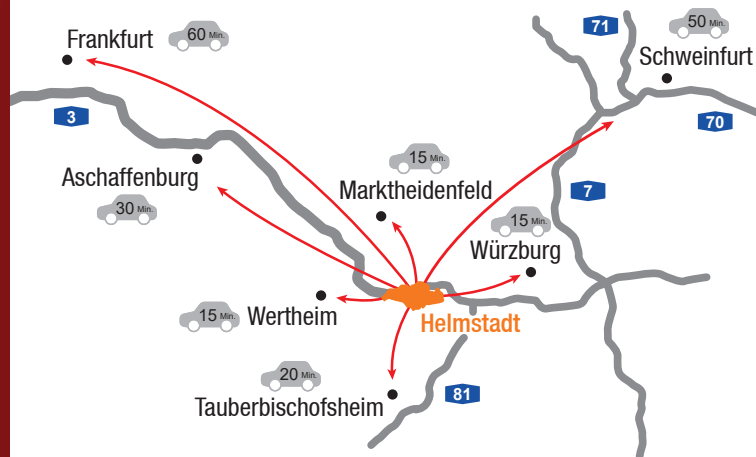 Frankfurt
60 Min.
71
50 Min.
Schweinfurt
3
70
Aschaffenburg
30 Min.
15 Min.
Marktheidenfeld
7
15 Min.
Würzburg
15 Min.
Wertheim
Helmstadt
20 Min.
Tauberbischofsheim
81